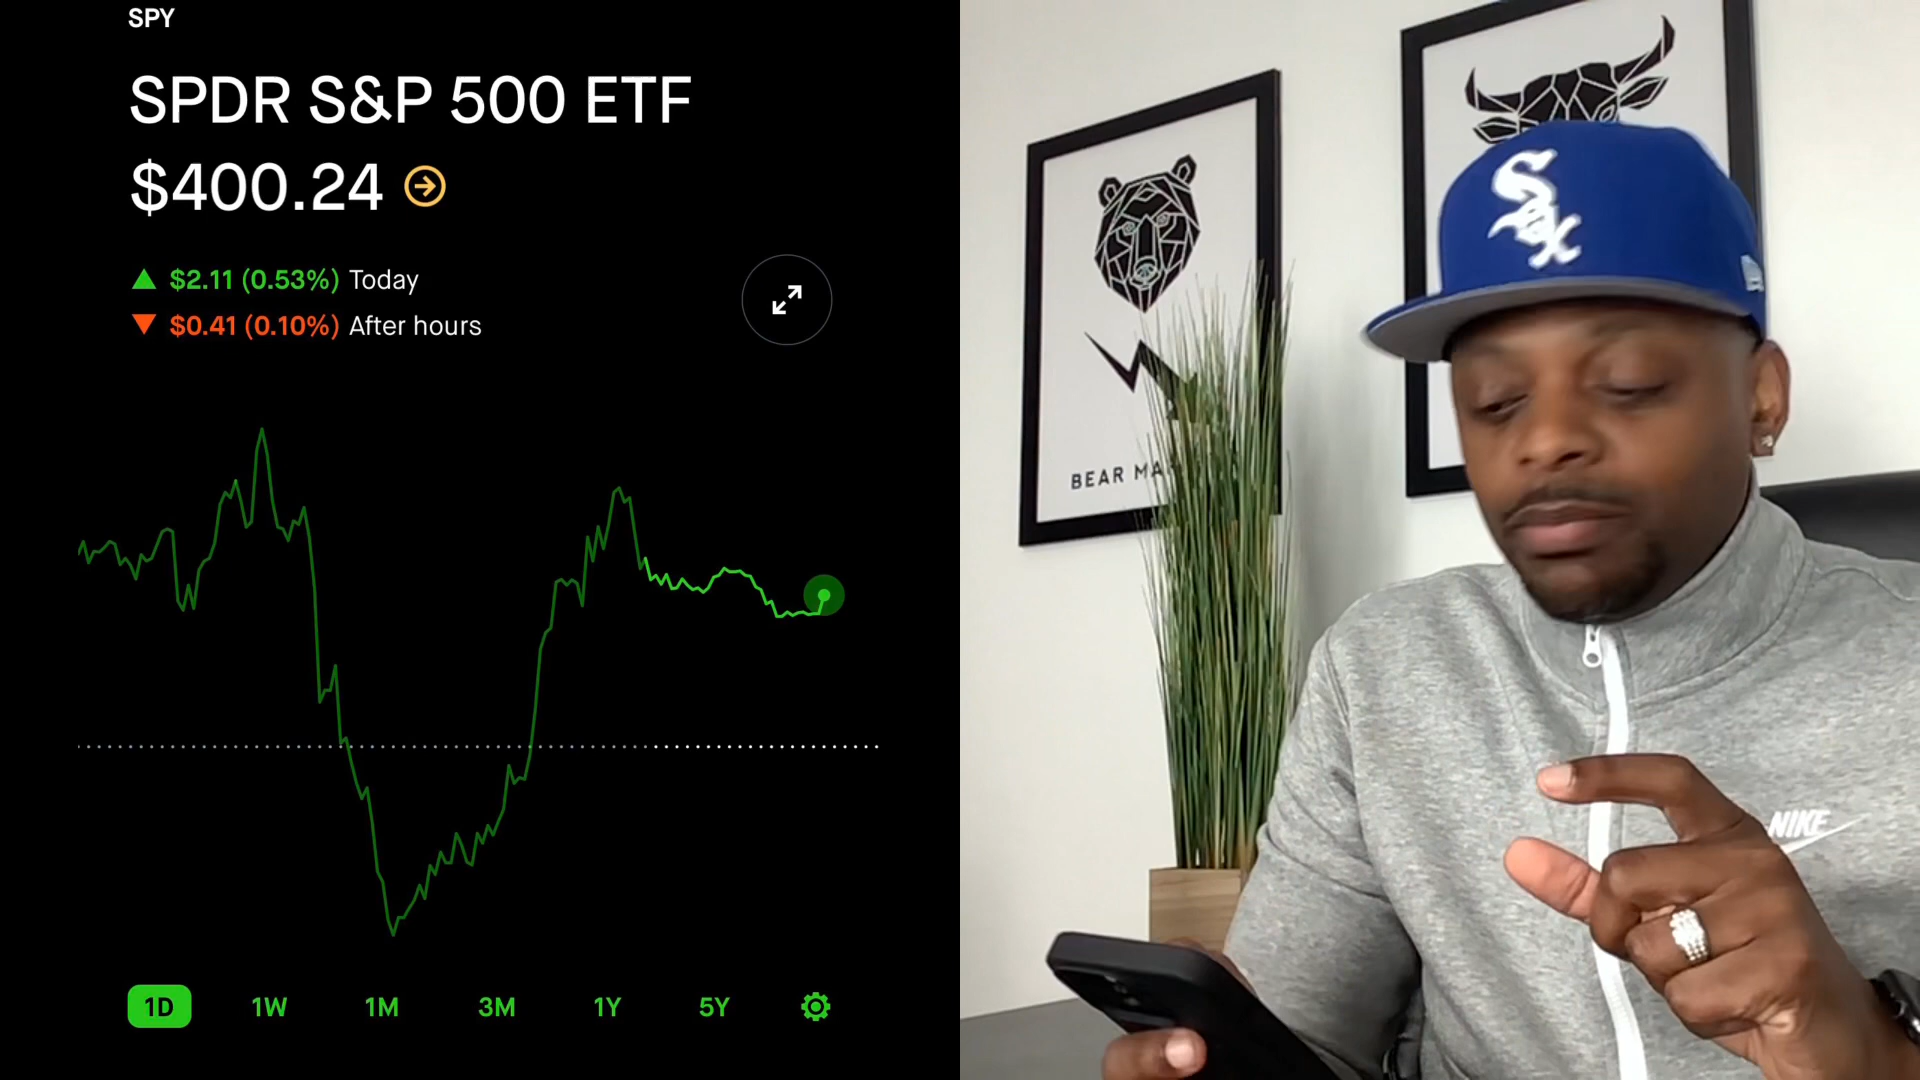 SPY
SPDR S&P 500 ETF
$400.24
$2.11 (0.53%) Today
$0.41 (0.10%) After hours
1D 1W 1M 3M 1Y 5Y
BEAR MA
Sox
NIKE